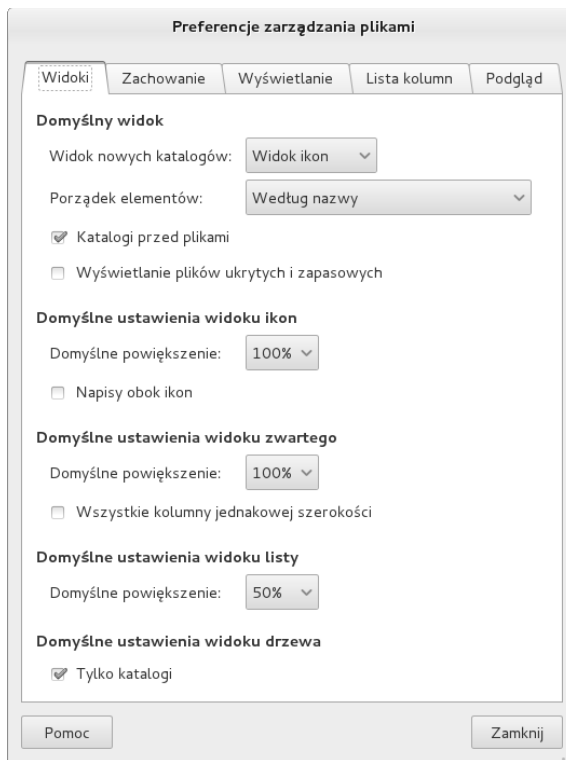 Preferencje zarządzania plikami
Widoki Zachowanie Wyświetlanie Lista kolumn Podgląd
Domyślny widok
Widok nowych katalogów: Widok ikon
Porządek elementów: Według nazwy
Katalogi przed plikami
Wyświetlanie plików ukrytych i zapasowych
Domyślne ustawienia widoku ikon
Domyślne powiększenie: 100%
Napisy obok ikon
Domyślne ustawienia widoku zwartego
Domyślne powiększenie: 100%
Wszystkie kolumny jednakowej szerokości
Domyślne ustawienia widoku listy
Domyślne powiększenie: 50%
Domyślne ustawienia widoku drzewa
Tylko katalogi
Pomoc Zamknij